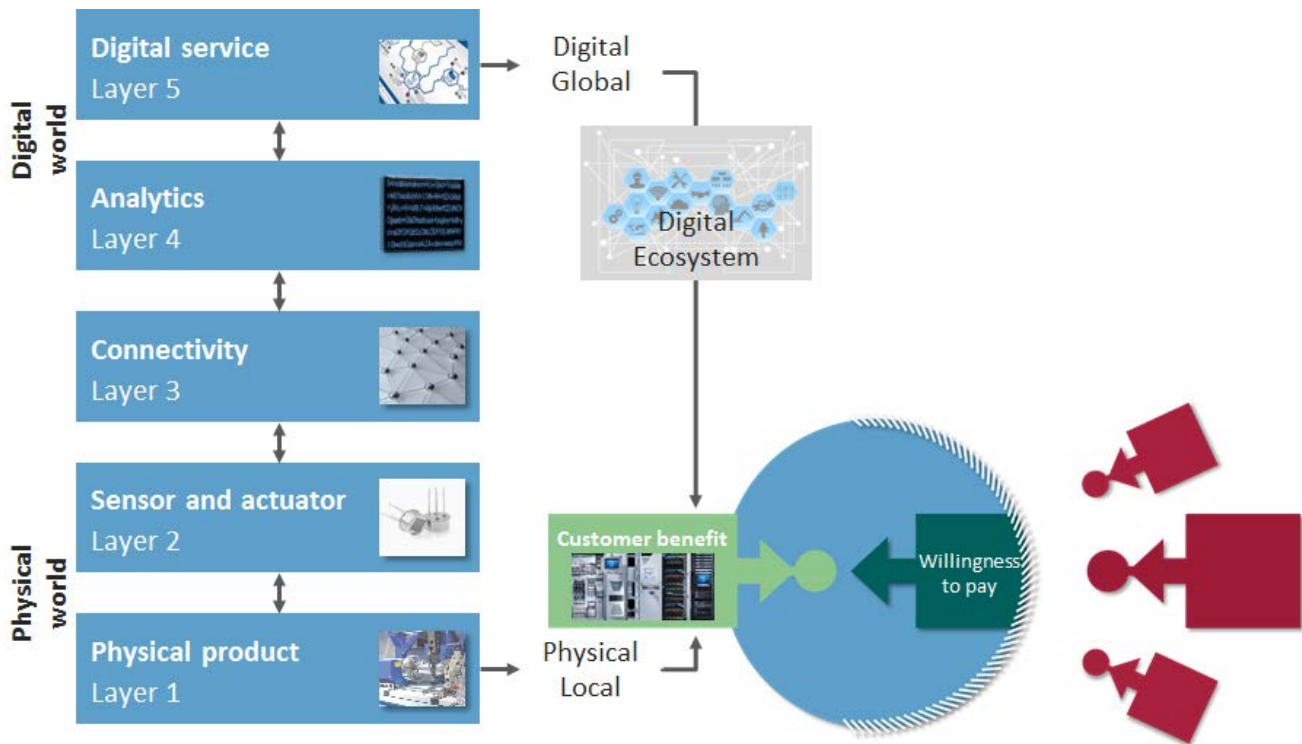 Digital world
Physical world
Digital service
Layer 5
Analytics
Layer 4
Connectivity
Layer 3
Sensor and actuator
Layer 2
Physical product
Layer 1
Digital
Global
Digital
Ecosystem
Customer benefit
Physical
Local
Willingness
to pay